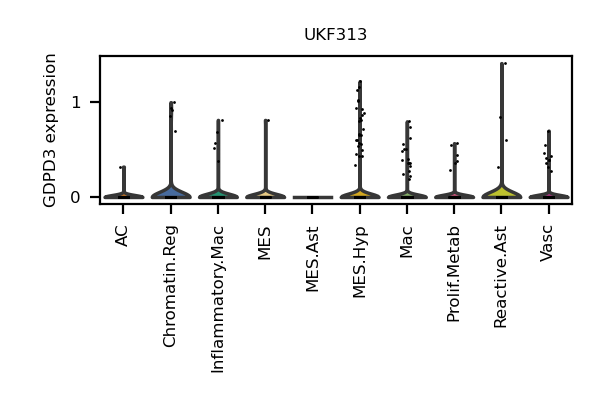 UKF313
GDPD3 expression
1
0
AC
Chromatin.Reg
Inflammatory.Mac
MES
MES.Ast
MES.Hyp
Mac
Prolif.Metab
Reactive.Ast
Vasc